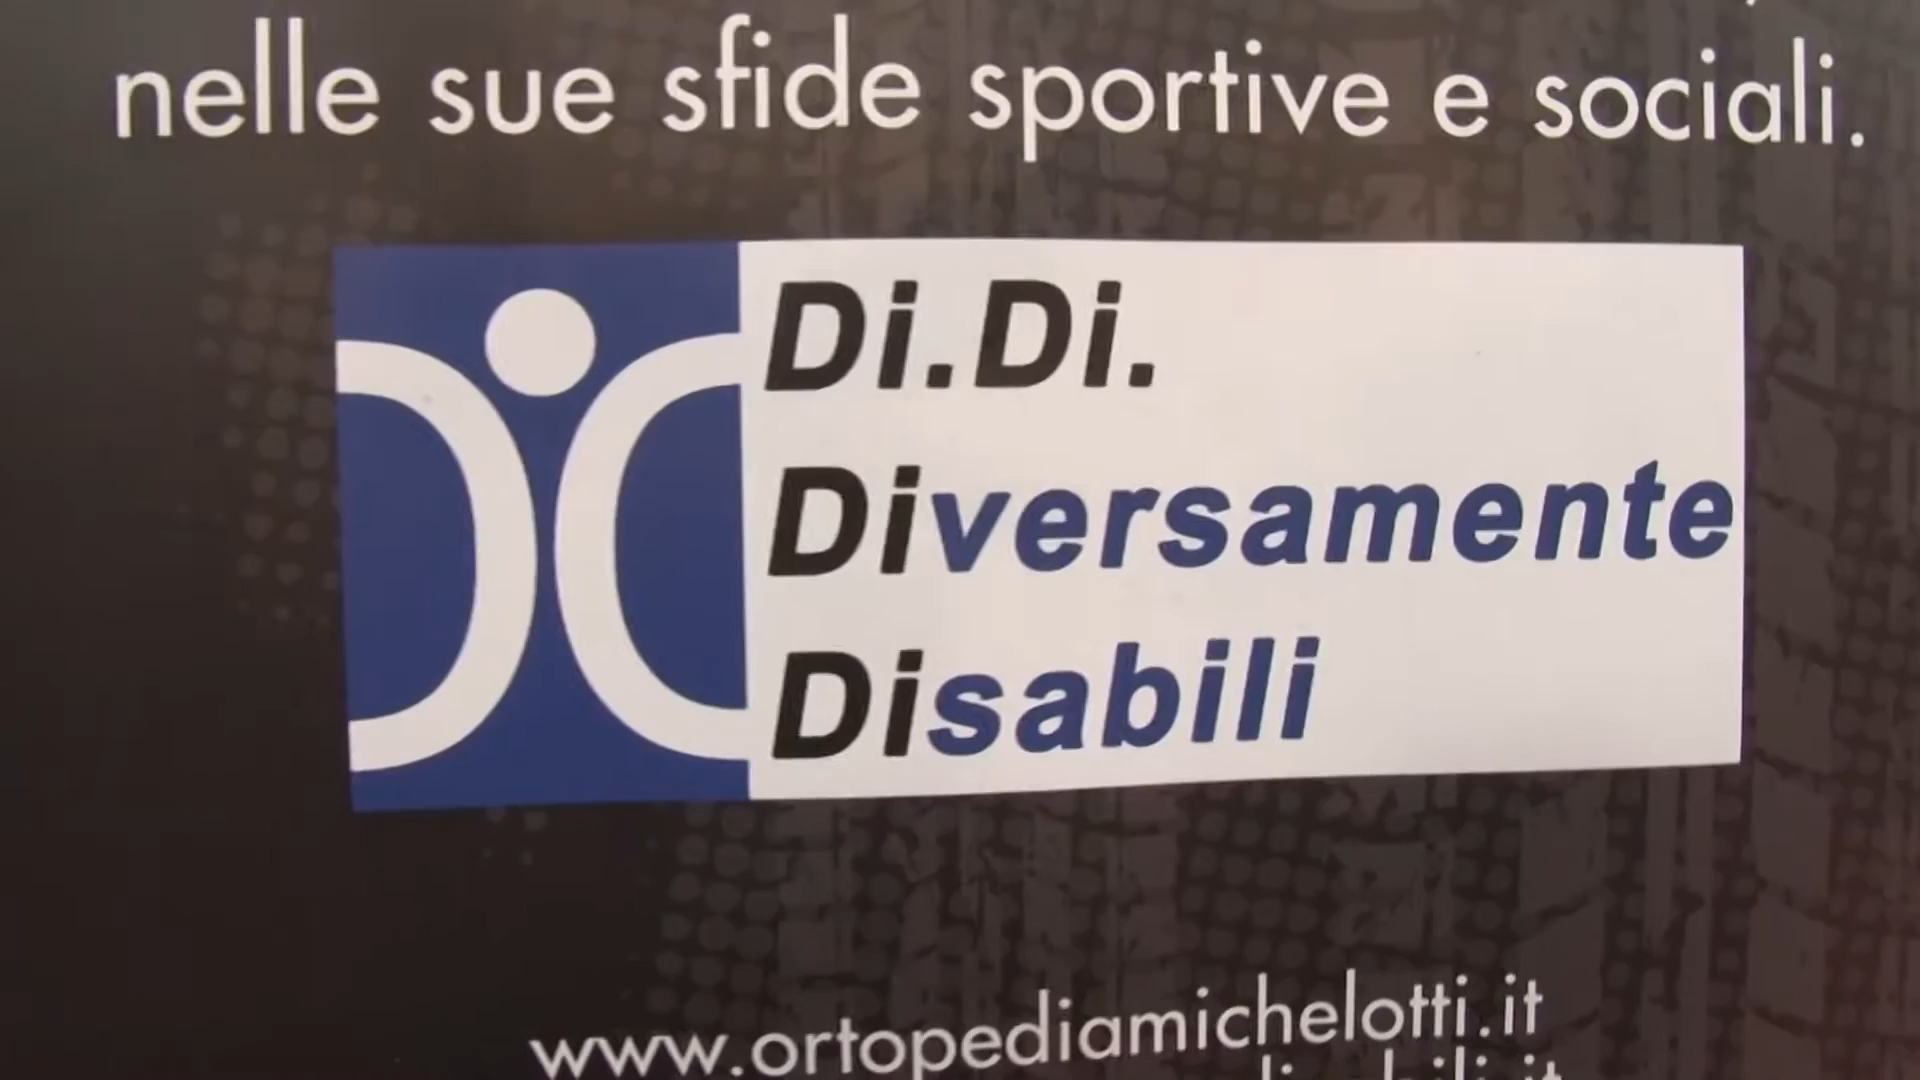 nelle sue sfide sportive e sociali.
Di.Di.
Diversamente
Disabili
www.ortopediamichelotti.it